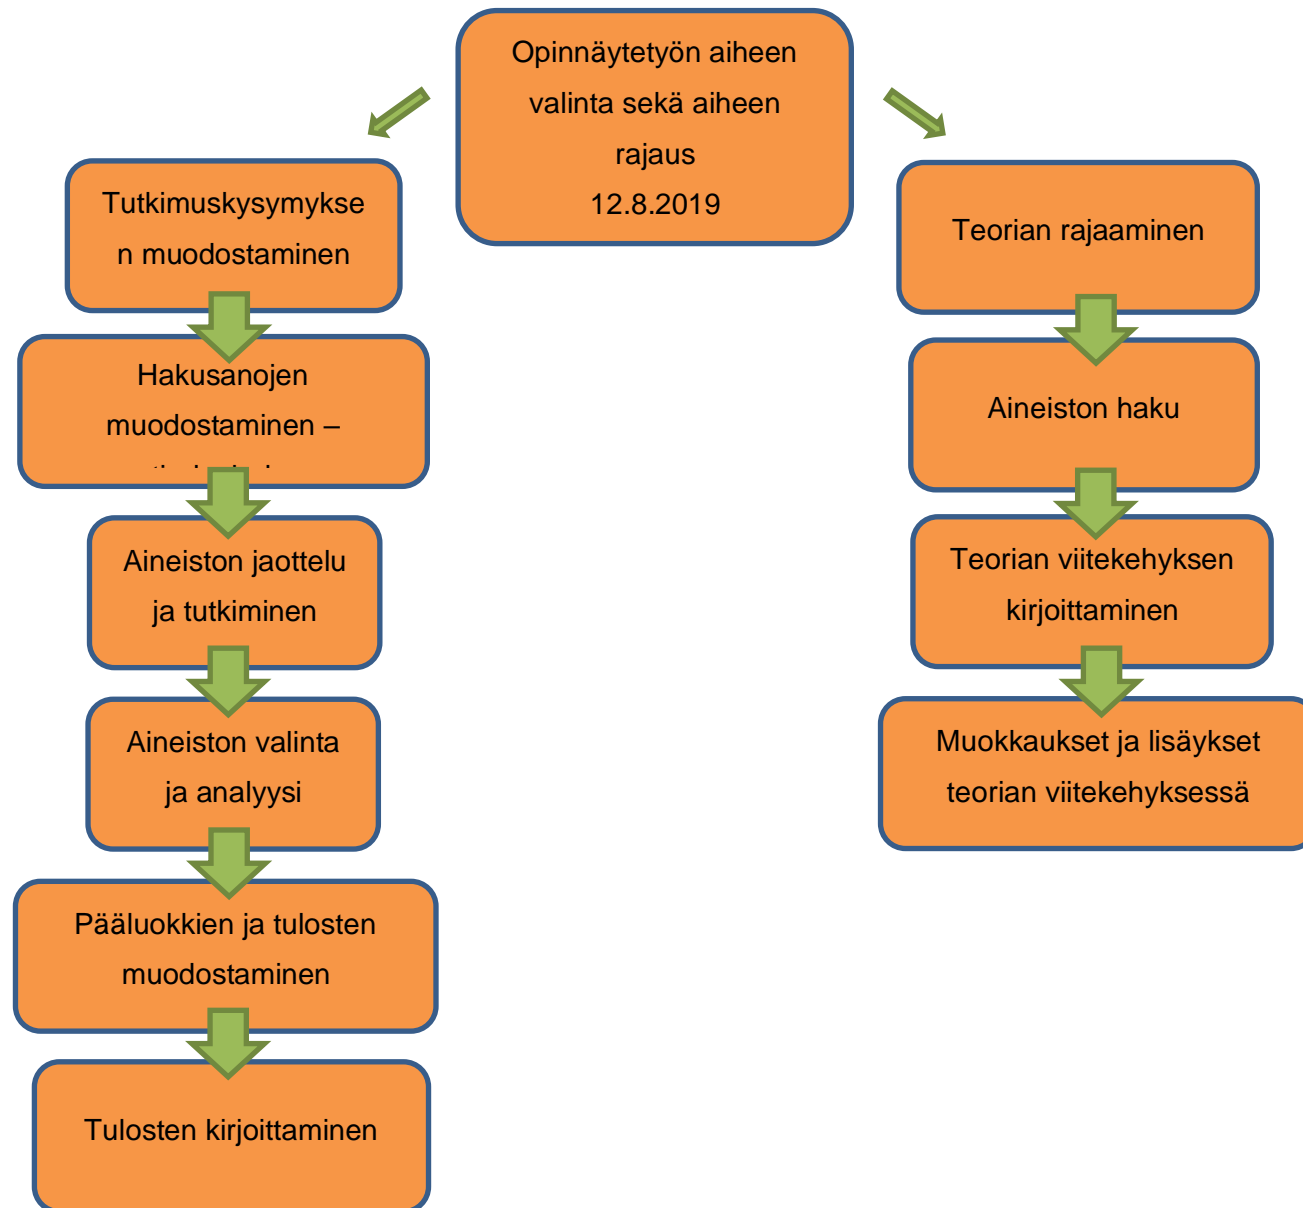 Opinnäytetyön aiheen
valinta sekä aiheen
rajaus
12.8.2019
Tutkimuskysymykse
n muodostaminen
Hakusanojen
muodostaminen –
Aineiston jaottelu
ja tutkiminen
Aineiston valinta
ja analyysi
Pääluokkien ja tulosten
muodostaminen
Tulosten kirjoittaminen
Teorian rajaaminen
Aineiston haku
Teorian viitekehyksen
kirjoittaminen
Muokkaukset ja lisäykset
teorian viitekehyksessä